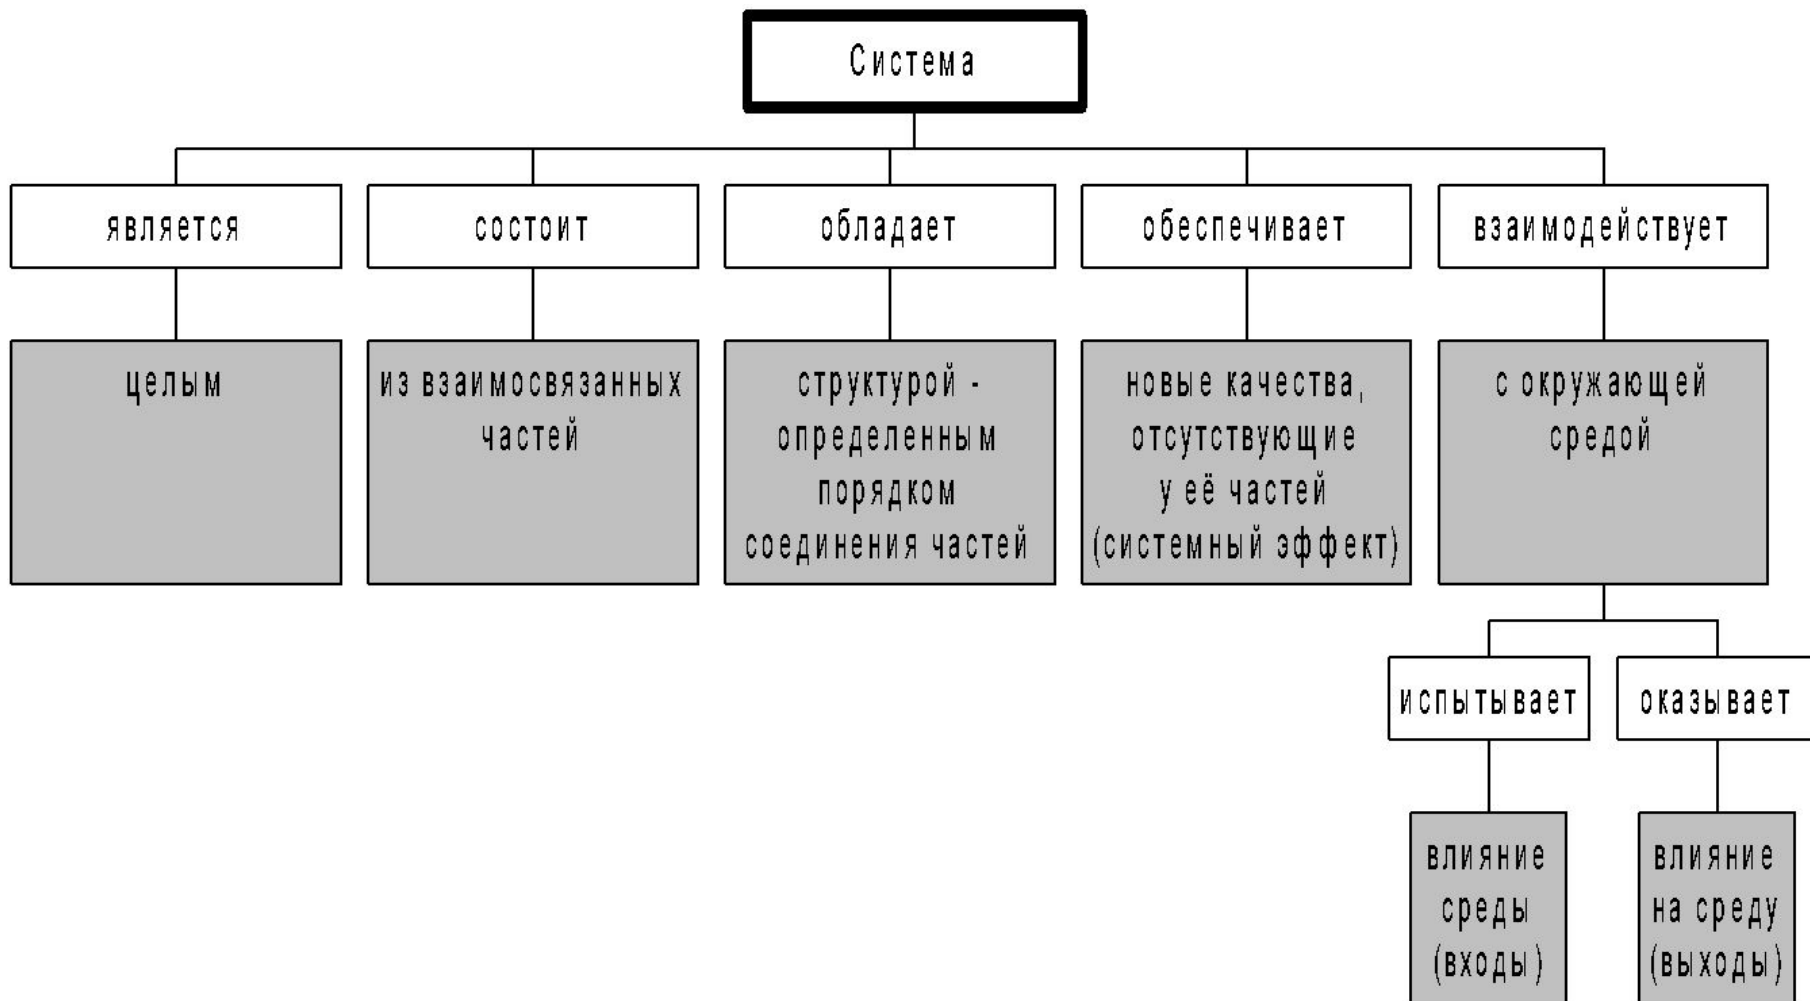 Система
является
состоит
обладает
обеспечивает
взаимодействует
целым
из взаимосвязанных
частей
структурой -
определенным
порядком
соединения частей
новые качества,
отсутствующие
у её частей
(системный эффект)
с окружающей
средой
испытывает
оказывает
влияние
среды
(входы)
влияние
на среду
(выходы)